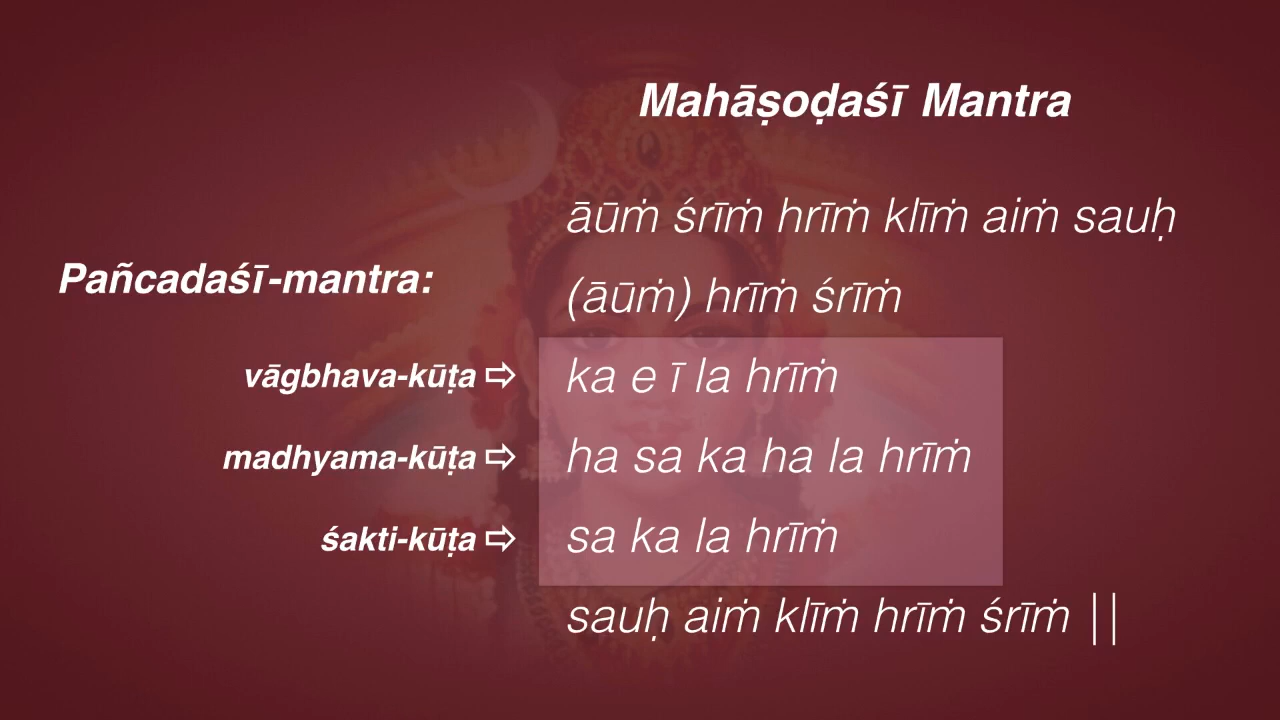 Mahāṣoḍaśī Mantra
āūṁ śrīṁ hrīṁ klīṁ aiṁ sauḥ
(āūṁ) hrīṁ śrīṁ
Pañcadaśī-mantra:
vāgbhava-kūṭa ⇨ ka e ī la hrīṁ
madhyama-kūṭa ⇨ ha sa ka ha la hrīṁ
śakti-kūṭa ⇨ sa ka la hrīṁ
sauḥ aiṁ klīṁ hrīṁ śrīṁ ||